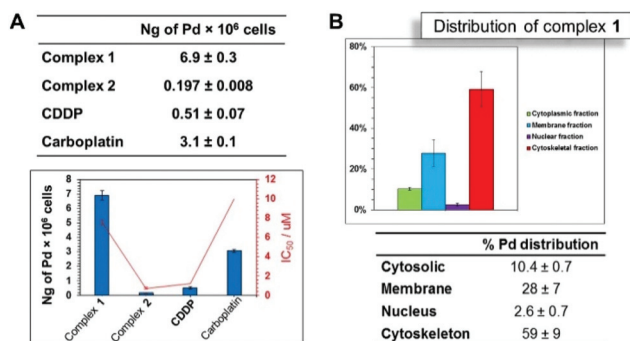 A
Ng of Pd × 10⁶ cells
Complex 1 6.9 ± 0.3
Complex 2 0.197 ± 0.008
CDDP 0.51 ± 0.07
Carboplatin 3.1 ± 0.1
Ng of Pd × 10⁶ cells
8
7
6
5
4
3
2
1
0
12
10
8
6
4
2
0
IC₅₀ / uM
Complex 1
Complex 2
CDDP
Carboplatin
B
Distribution of complex 1
80%
60%
40%
20%
0%
Cytoplasmic fraction
Membrane fraction
Nuclear fraction
Cytoskeletal fraction
% Pd distribution
Cytosolic 10.4 ± 0.7
Membrane 28 ± 7
Nucleus 2.6 ± 0.7
Cytoskeleton 59 ± 9